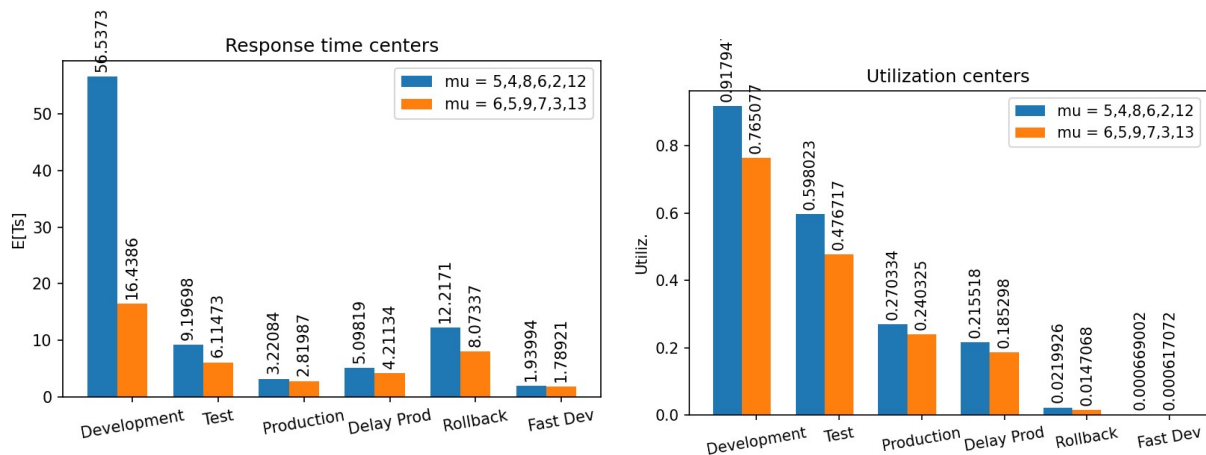 Response time centers
56.5373
16.4386
9.19698
6.11473
3.22084
2.81987
5.09819
4.21134
12.2171
8.07337
1.93994
1.78921
mu = 5,4,8,6,2,12
mu = 6,5,9,7,3,13
E[Ts]
50
40
30
20
10
0
Development
Test
Production
Delay Prod
Rollback
Fast Dev
Utilization centers
0.91794
0.765077
0.598023
0.476717
0.270334
0.240325
0.215518
0.185298
0.0219926
0.0147068
0.000669002
0.000617072
mu = 5,4,8,6,2,12
mu = 6,5,9,7,3,13
Utiliz.
0.8
0.6
0.4
0.2
0.0
Development
Test
Production
Delay Prod
Rollback
Fast Dev